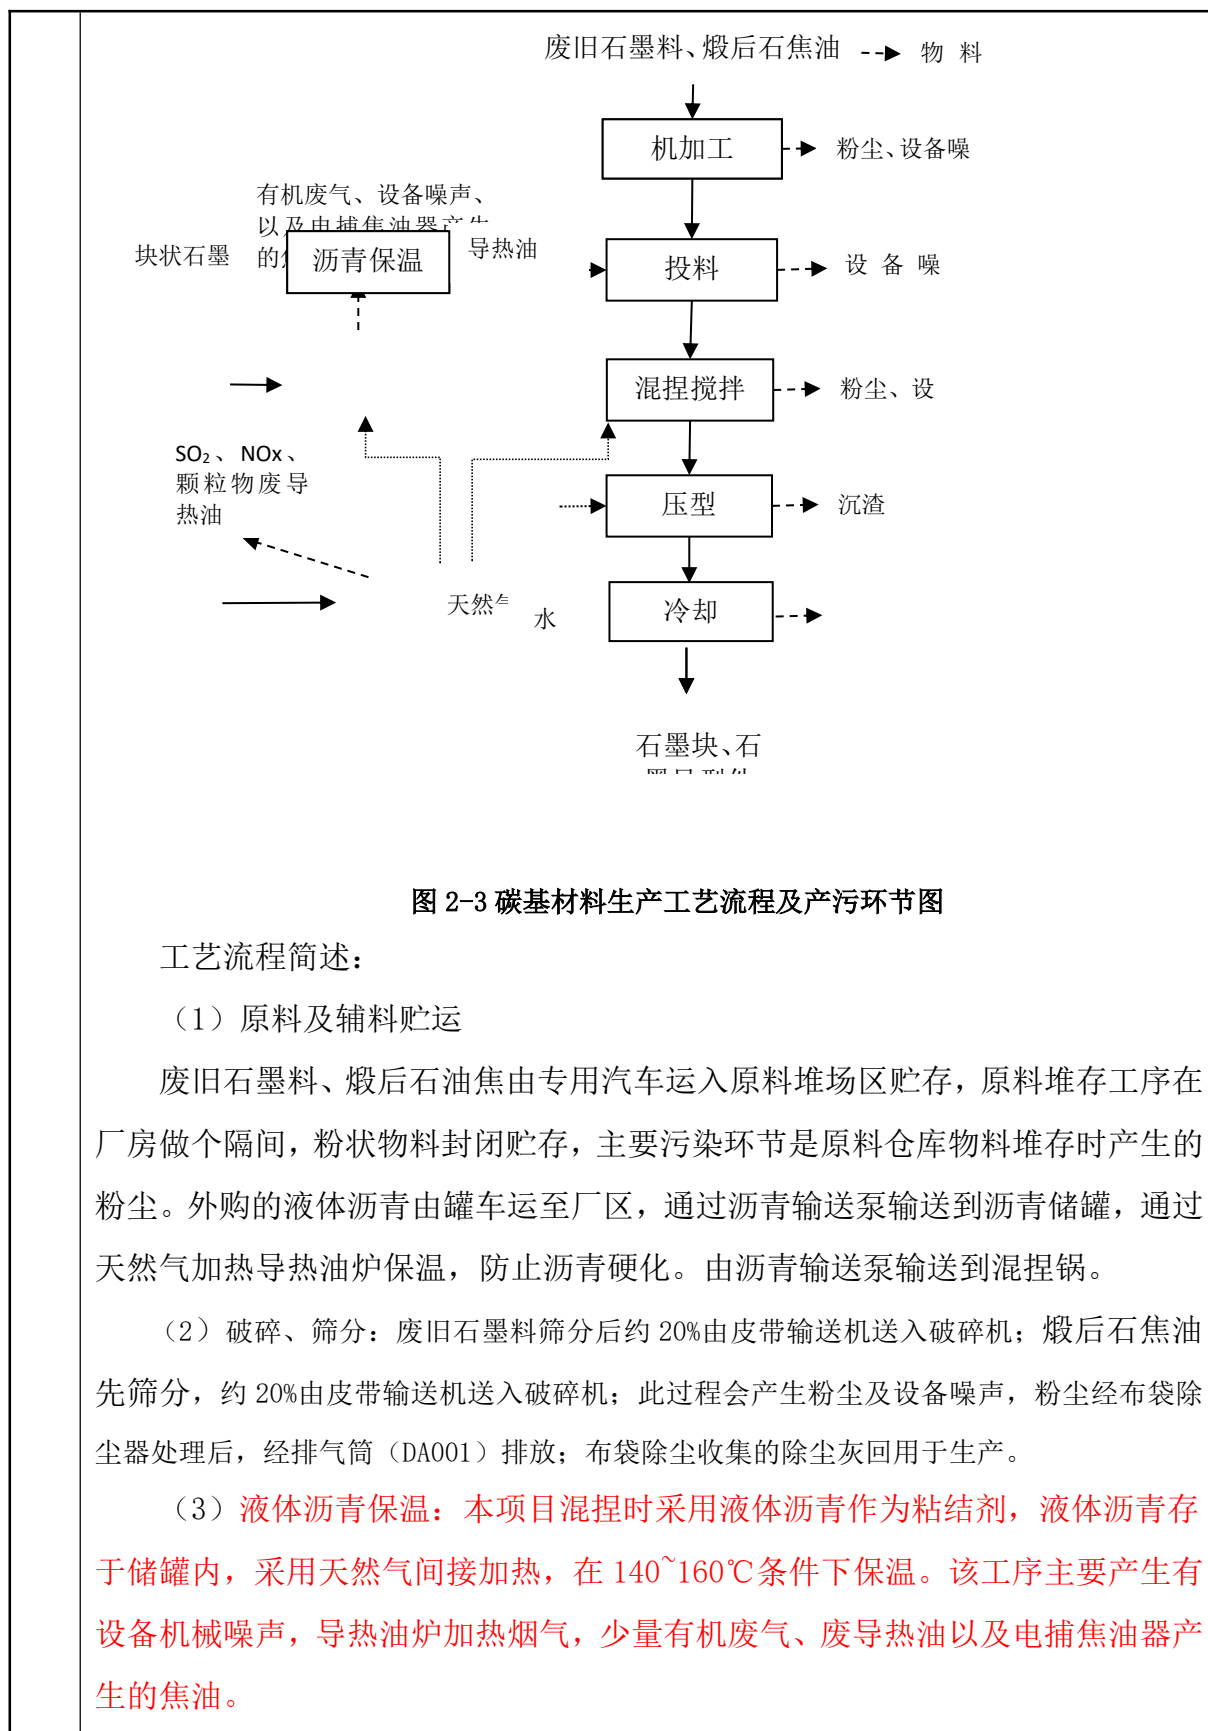 废旧石墨料、煅后石焦油
物 料
机加工
粉尘、设备噪
有机废气、设备噪声、
以及电捕焦油器产生
的焦
块状石墨
沥青保温
导热油
投料
设 备 噪
混捏搅拌
粉尘、设
SO₂、NOx、
颗粒物废导
热油
压型
沉渣
天然气
水
冷却
石墨块、石
图 2-3 碳基材料生产工艺流程及产污环节图
工艺流程简述：
（1）原料及辅料贮运
废旧石墨料、煅后石油焦由专用汽车运入原料堆场区贮存，原料堆存工序在
厂房做个隔间，粉状物料封闭贮存，主要污染环节是原料仓库物料堆存时产生的
粉尘。外购的液体沥青由罐车运至厂区，通过沥青输送泵输送到沥青储罐，通过
天然气加热导热油炉保温，防止沥青硬化。由沥青输送泵输送到混捏锅。
（2）破碎、筛分：废旧石墨料筛分后约 20%由皮带输送机送入破碎机；煅后石焦油
先筛分，约 20%由皮带输送机送入破碎机；此过程会产生粉尘及设备噪声，粉尘经布袋除
尘器处理后，经排气筒（DA001）排放；布袋除尘收集的除尘灰回用于生产。
（3）液体沥青保温：本项目混捏时采用液体沥青作为粘结剂，液体沥青存
于储罐内，采用天然气间接加热，在 140~160℃条件下保温。该工序主要产生有
设备机械噪声，导热油炉加热烟气，少量有机废气、废导热油以及电捕焦油器产
生的焦油。